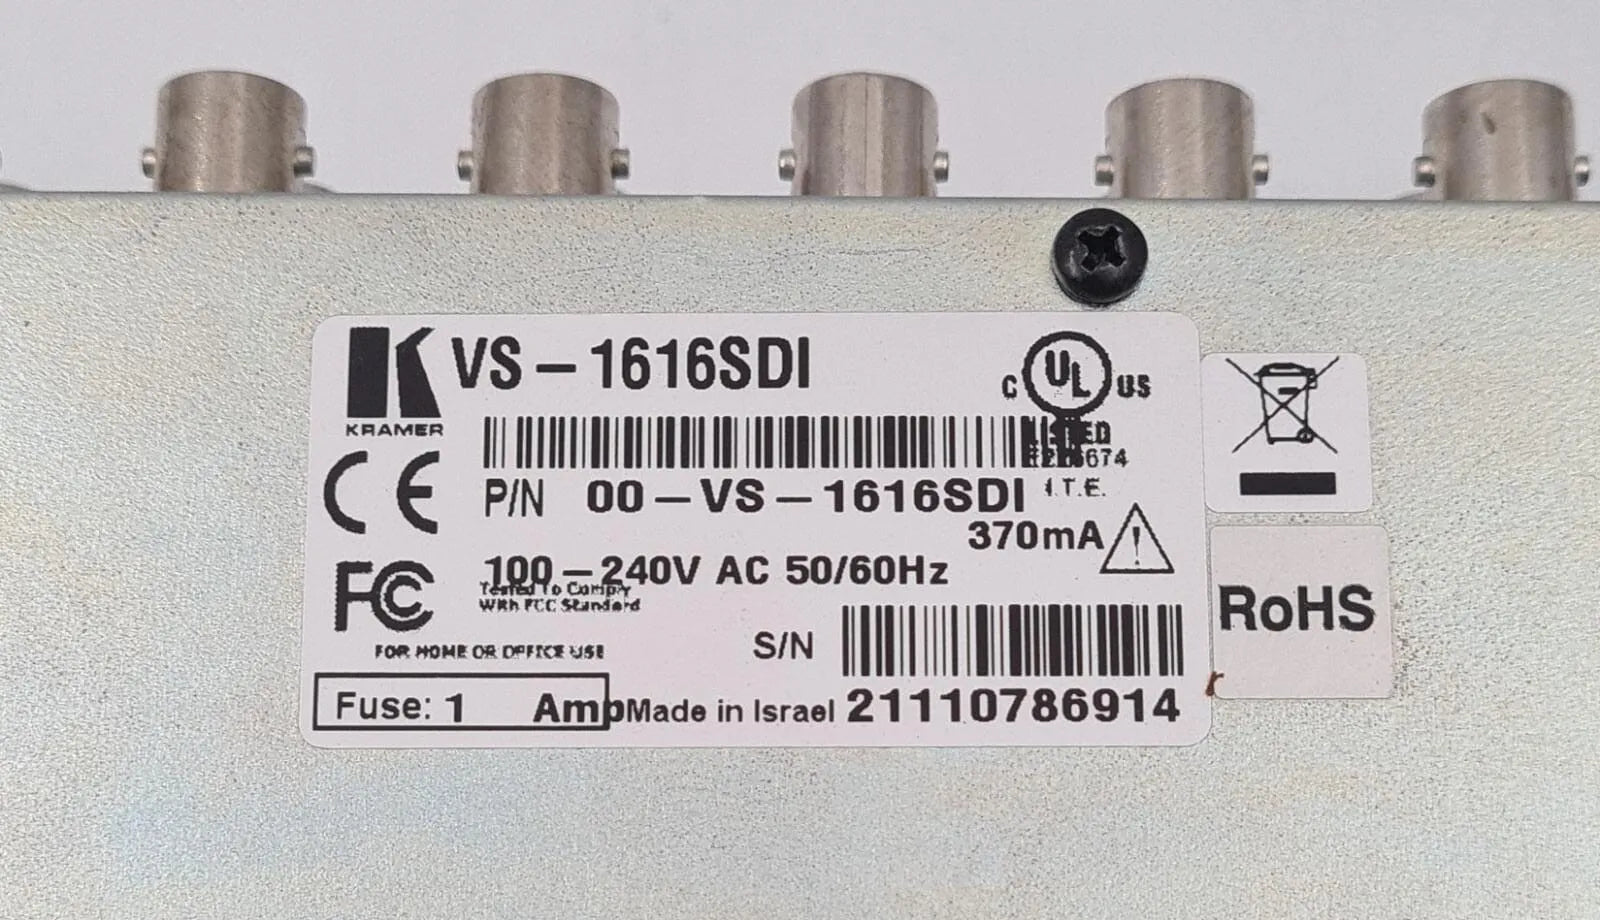 VS-1616SDI
KRAMER
C UL US
LISTED
I.T.E.
CE
P/N 00-VS-1616SDI
370mA
100-240V AC 50/60Hz
FC
Tested To Comply
With FCC Standard
FOR HOME OR OFFICE USE
S/N
Fuse: 1 Amp
Made in Israel
21110786914
RoHS